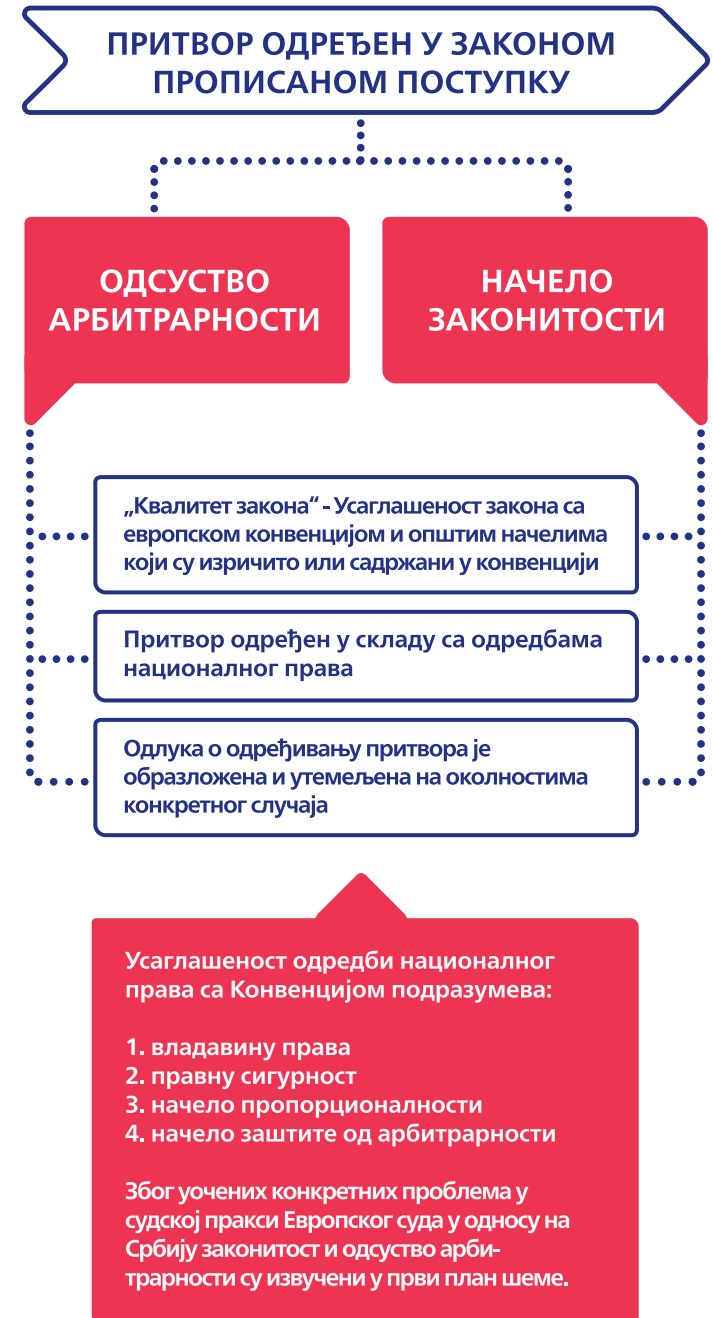 ПРИТВОР ОДРЕЂЕН У ЗАКОНОМ
ПРОПИСАНОМ ПОСТУПКУ
ОДСУСТВО
АРБИТРАРНОСТИ
НАЧЕЛО
ЗАКОНИТОСТИ
„Квалитет закона“ - Усаглашеност закона са
европском конвенцијом и општим начелима
који су изричито или садржани у конвенцији
Притвор одређен у складу са одредбама
националног права
Одлука о одређивању притвора је
образложена и утемељена на околностима
конкретног случаја
Усаглашеност одредби националног
права са Конвенцијом подразумева:
1. владавину права
2. правну сигурност
3. начело пропорционалности
4. начело заштите од арбитрарности
Због уочених конкретних проблема у
судској пракси Европског суда у односу на
Србију законитост и одсуство арби-
трарности су извучени у први план шеме.